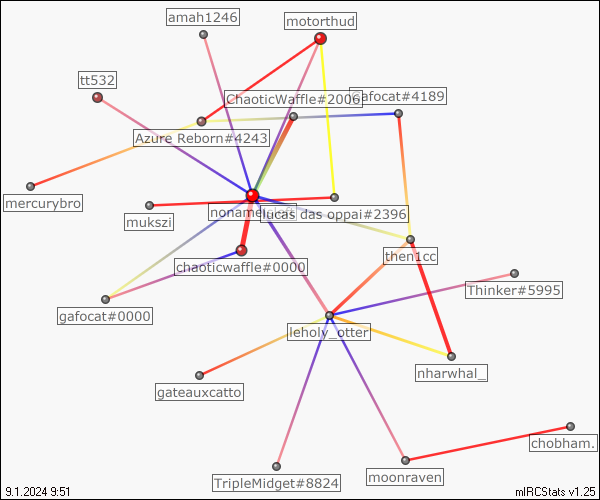 amah1246
motorthud
tt532
ChaoticWaffle#2006
gafocat#4189
Azure Reborn#4243
mercurybro
mukszi
lucas das oppai#2396
then1cc
chaoticwaffle#0000
Thinker#5995
gafocat#0000
leholy_otter
nharwhal_
gateauxcatto
chobham.
TripleMidget#8824
moonraven
9.1.2024 9:51
mIRCStats v1.25